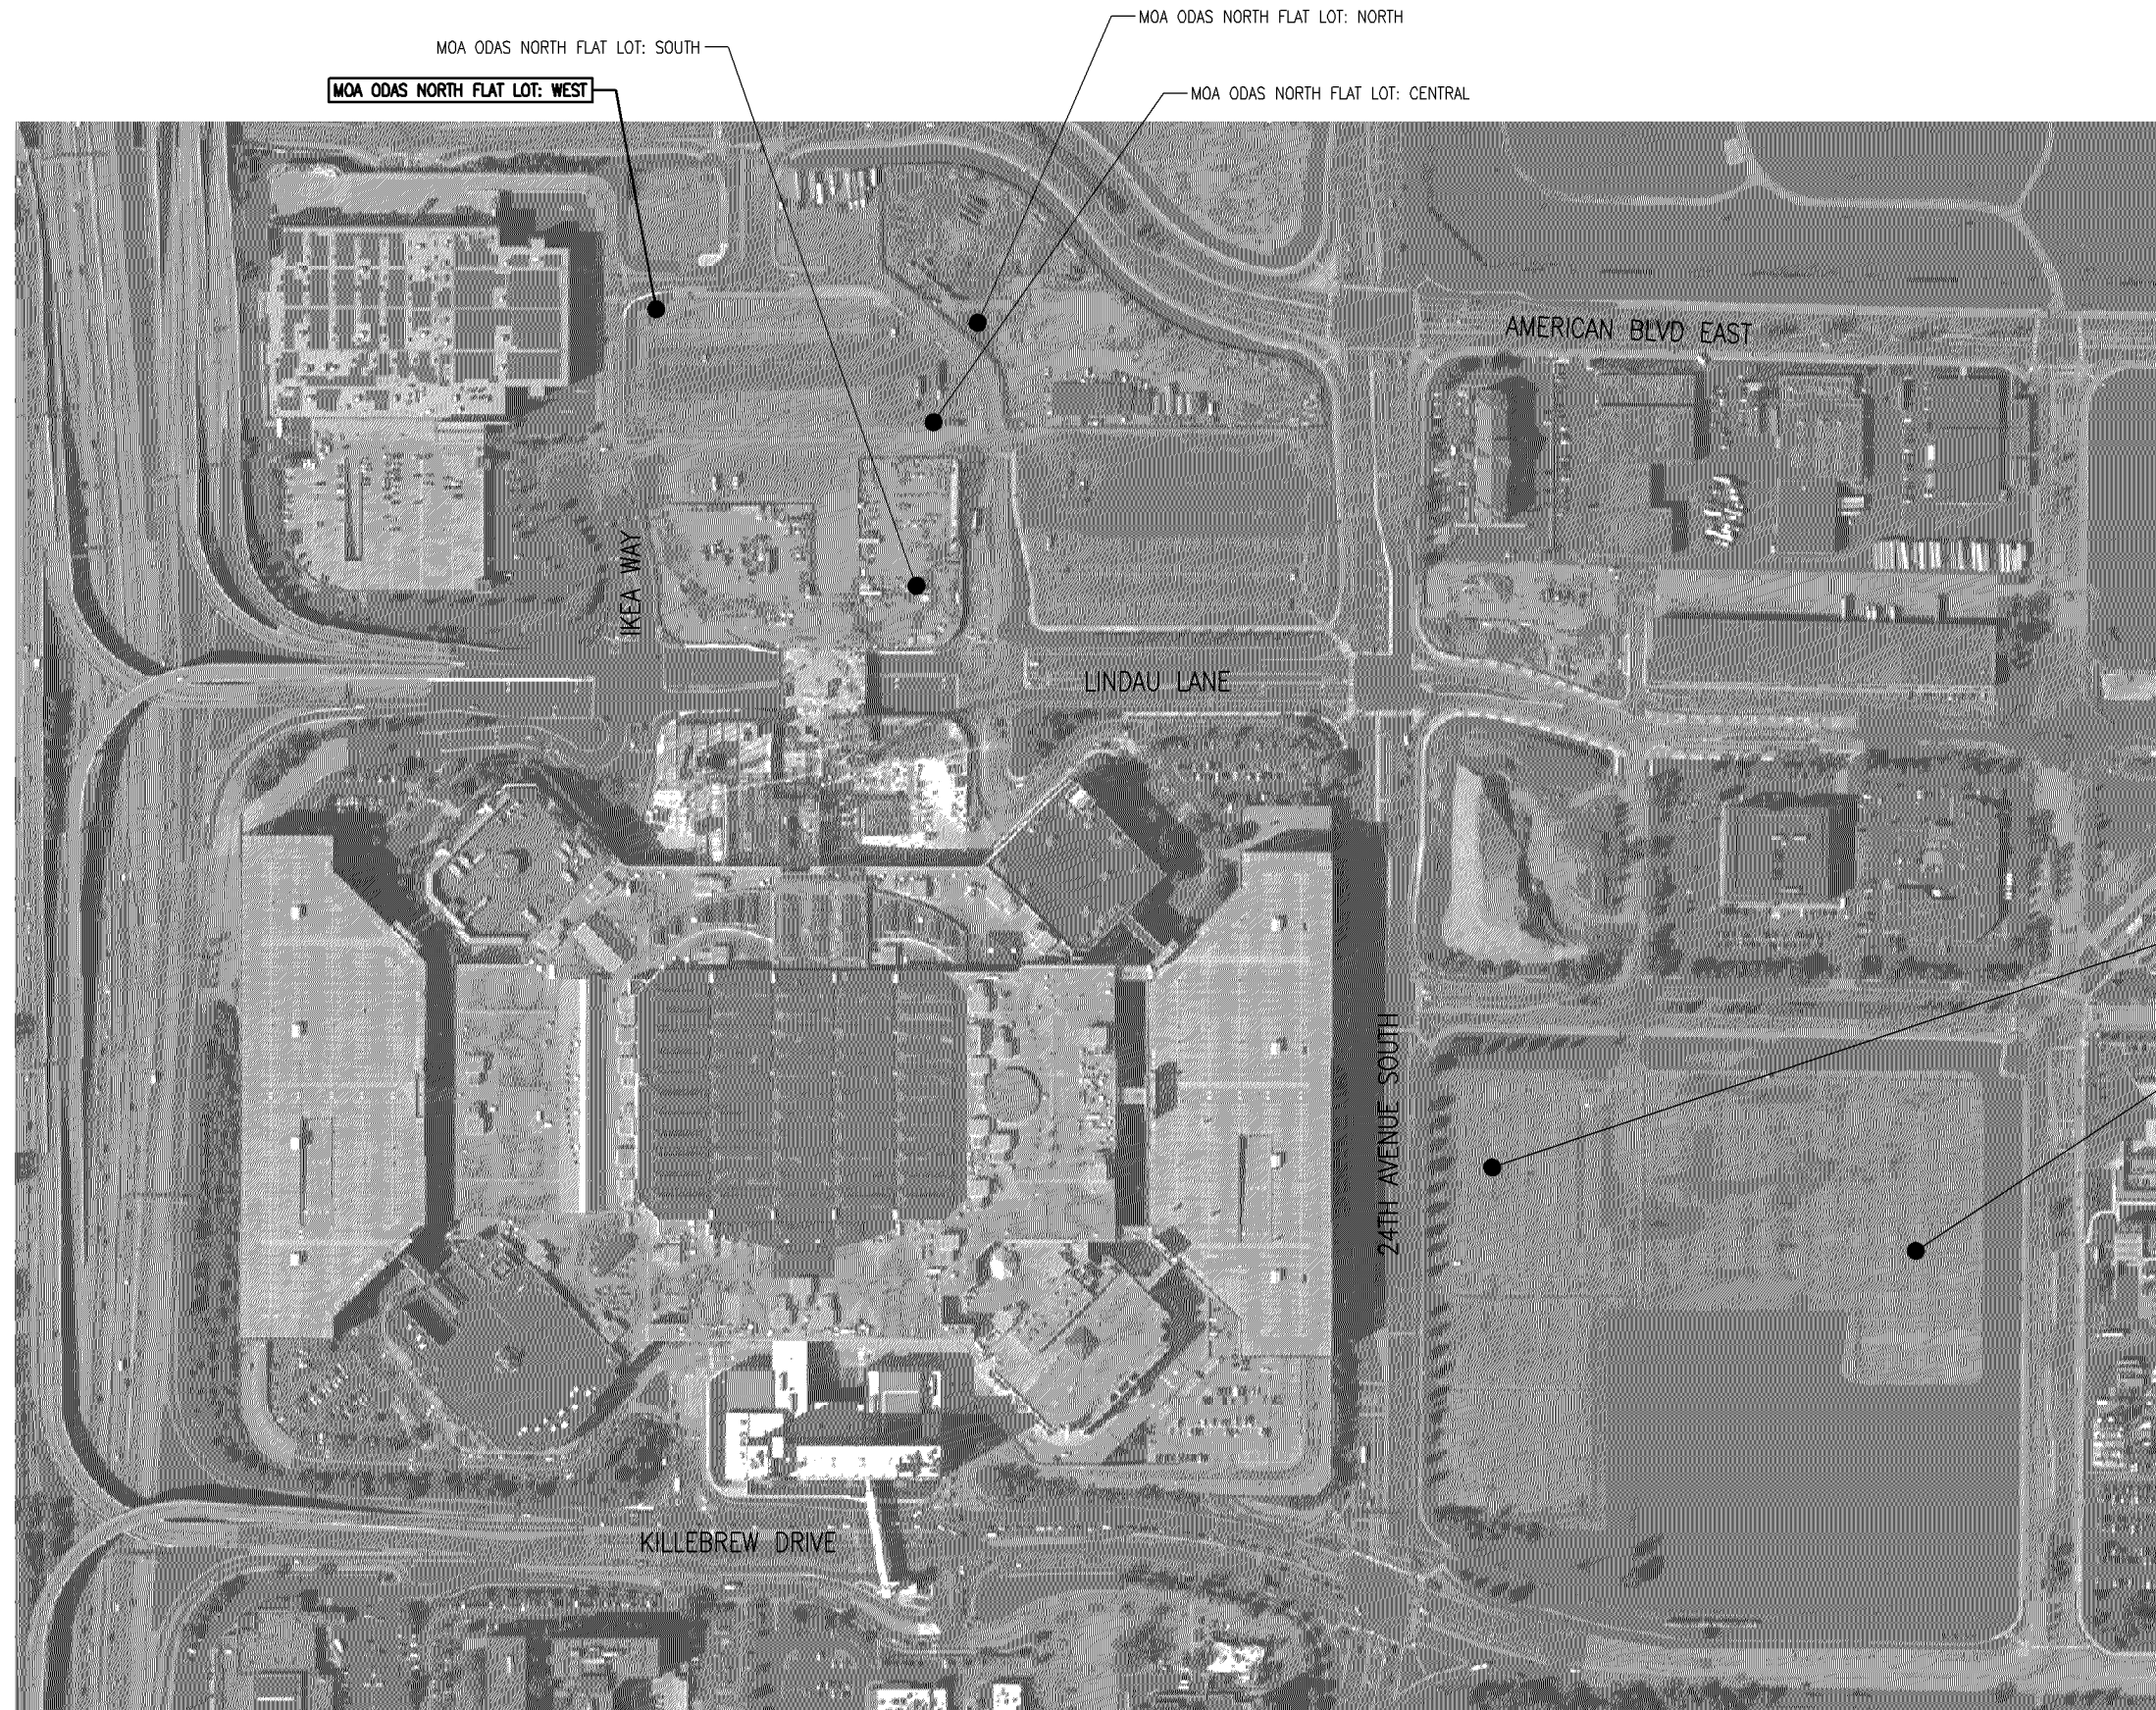 MOA ODAS NORTH FLAT LOT: NORTH
MOA ODAS NORTH FLAT LOT: SOUTH
MOA ODAS NORTH FLAT LOT: WEST
MOA ODAS NORTH FLAT LOT: CENTRAL
AMERICAN BLVD EAST
IKEA WAY
LINDAU LANE
24TH AVENUE SOUTH
KILLEBREW DRIVE